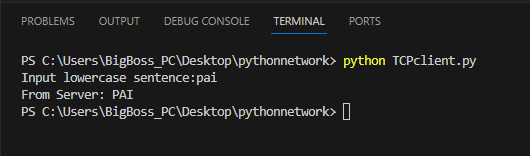 PROBLEMS OUTPUT DEBUG CONSOLE TERMINAL PORTS
PS C:\Users\BigBoss_PC\Desktop\pythonnetwork> python TCPclient.py
Input lowercase sentence:pai
From Server: PAI
PS C:\Users\BigBoss_PC\Desktop\pythonnetwork>